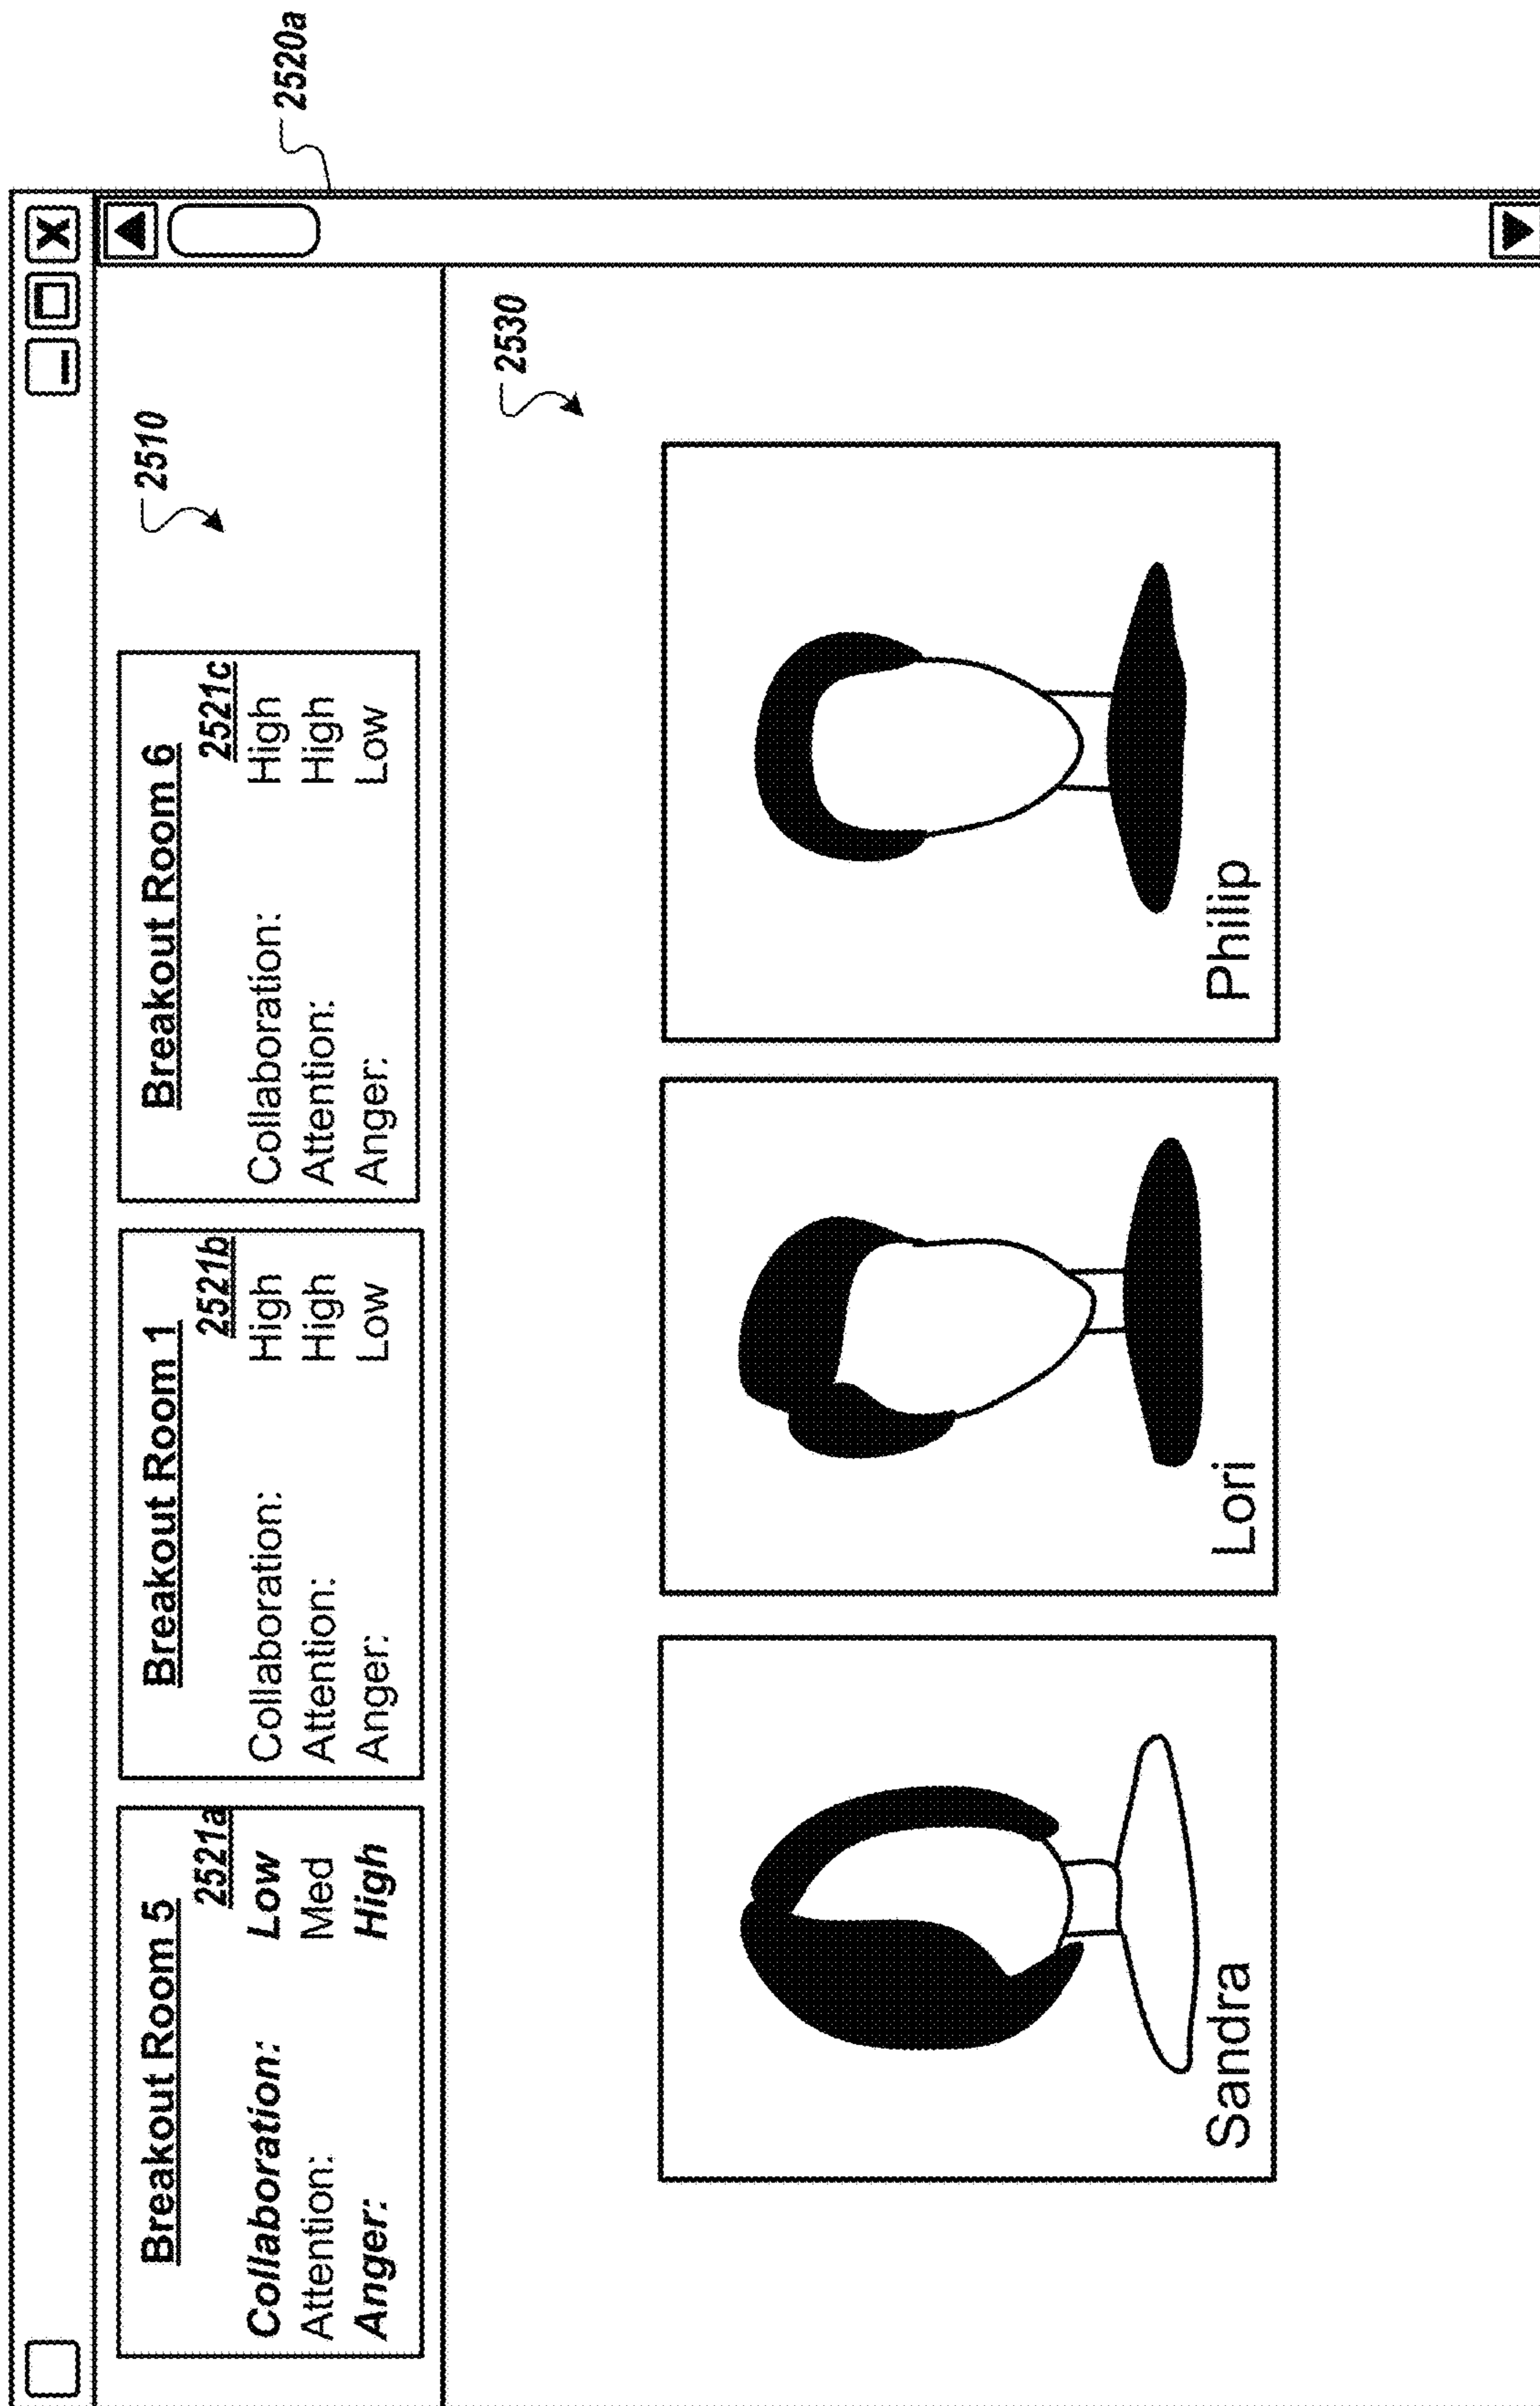 2520a
X
2510
Breakout Room 5
2521a
Collaboration: Low
Attention: Med
Anger: High
Breakout Room 1
2521b
Collaboration: High
Attention: High
Anger: Low
Breakout Room 6
2521c
Collaboration: High
Attention: High
Anger: Low
2530
Sandra
Lori
Phillip